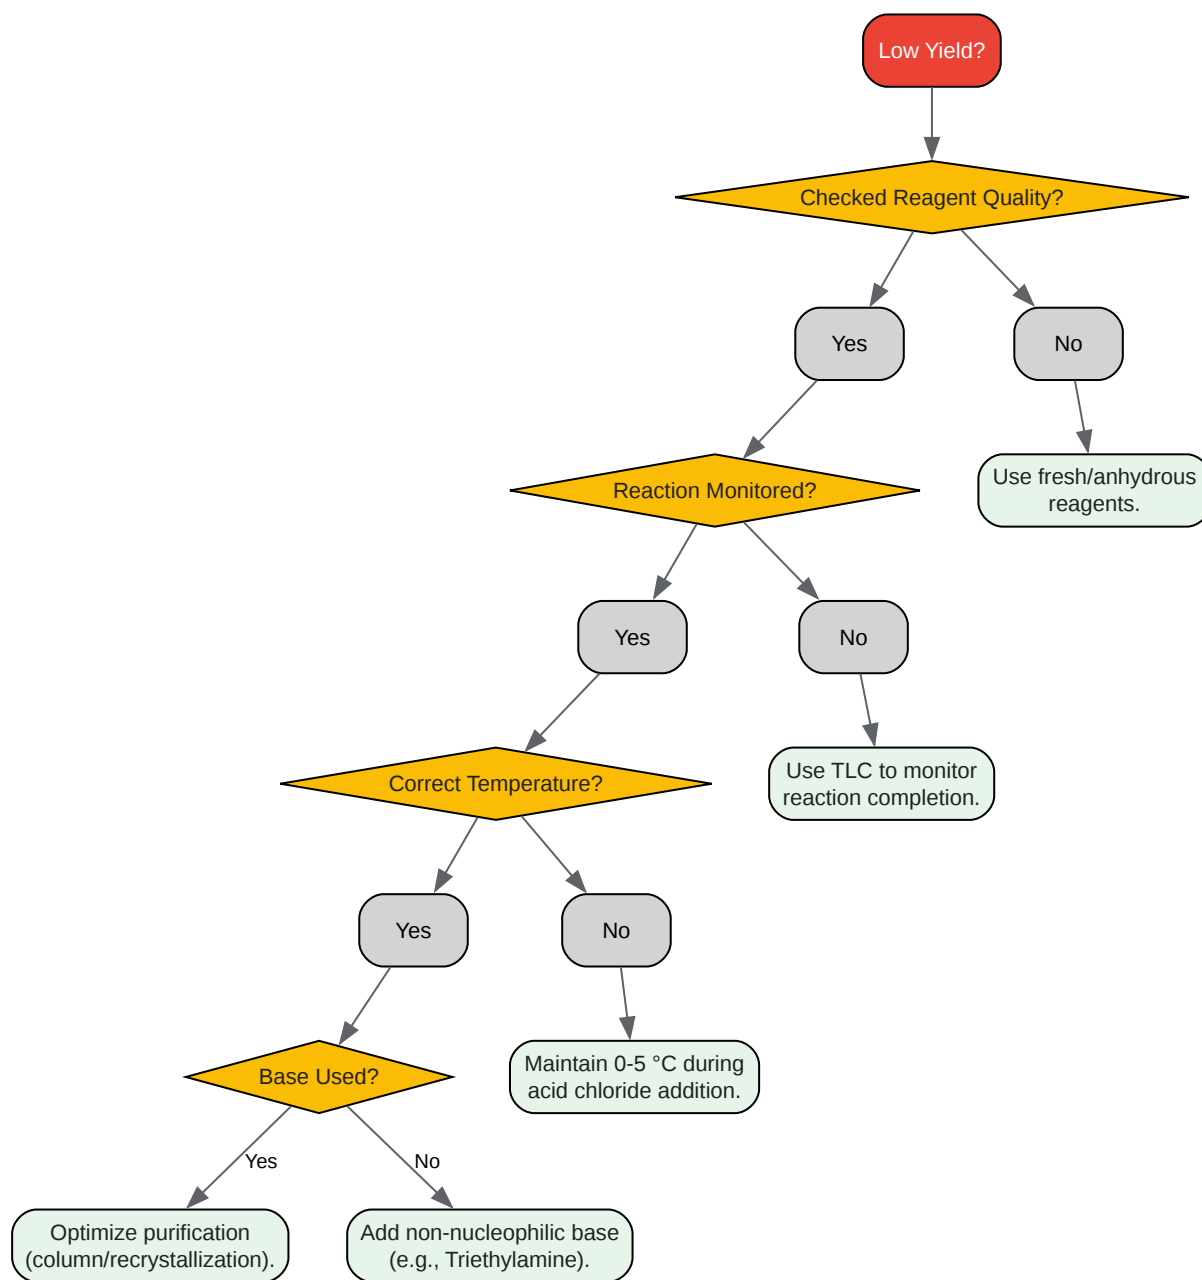 Low Yield?
Checked Reagent Quality?
Yes
No
Use fresh/anhydrous
reagents.
Reaction Monitored?
Yes
No
Use TLC to monitor
reaction completion.
Correct Temperature?
Yes
No
Maintain 0-5 °C during
acid chloride addition.
Base Used?
Yes
No
Optimize purification
(column/recrystallization).
Add non-nucleophilic base
(e.g., Triethylamine).